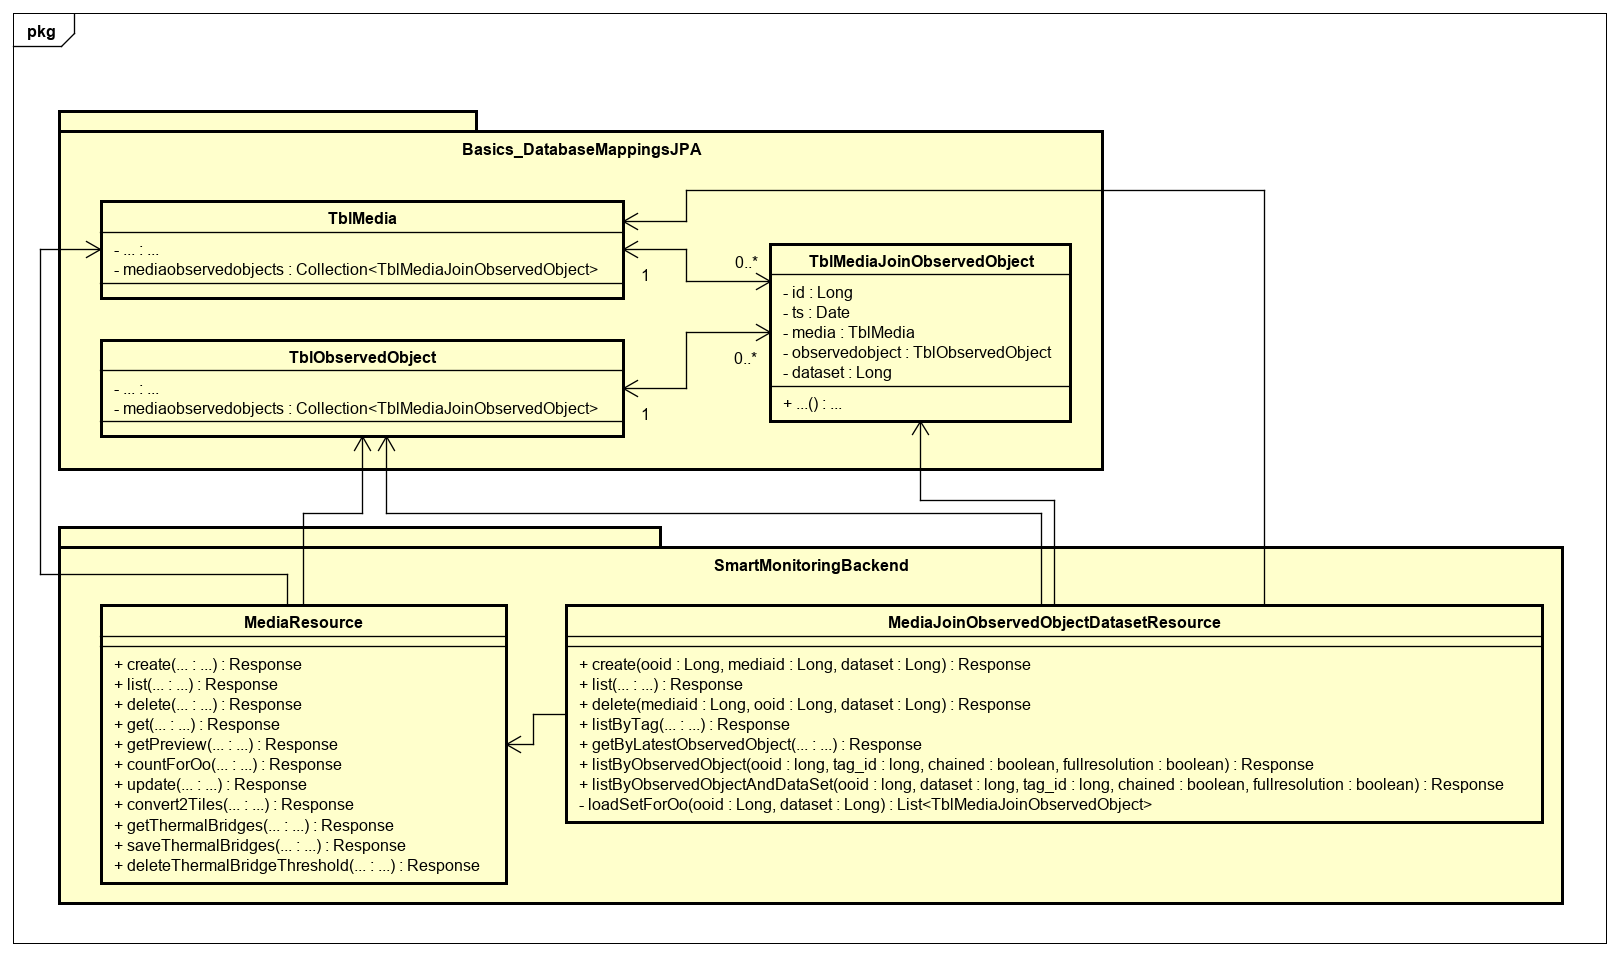 pkg
Basics_DatabaseMappingsJPA
TblMedia
- ... : ...
- mediaobservedobjects : Collection<TblMediaJoinObservedObject>
1
0..*
TblMediaJoinObservedObject
- id : Long
- ts : Date
- media : TblMedia
- observedobject : TblObservedObject
- dataset : Long
+ ...() : ...
TblObservedObject
- ... : ...
- mediaobservedobjects : Collection<TblMediaJoinObservedObject>
0..*
1
SmartMonitoringBackend
MediaResource
+ create(... : ...) : Response
+ list(... : ...) : Response
+ delete(... : ...) : Response
+ get(... : ...) : Response
+ getPreview(... : ...) : Response
+ countForOo(... : ...) : Response
+ update(... : ...) : Response
+ convert2Tiles(... : ...) : Response
+ getThermalBridges(... : ...) : Response
+ saveThermalBridges(... : ...) : Response
+ deleteThermalBridgeThreshold(... : ...) : Response
MediaJoinObservedObjectDatasetResource
+ create(ooid : Long, mediaid : Long, dataset : Long) : Response
+ list(... : ...) : Response
+ delete(mediaid : Long, ooid : Long, dataset : Long) : Response
+ listByTag(... : ...) : Response
+ getByLatestObservedObject(... : ...) : Response
+ listByObservedObject(ooid : long, tag_id : long, chained : boolean, fullresolution : boolean) : Response
+ listByObservedObjectAndDataSet(ooid : long, dataset : long, tag_id : long, chained : boolean, fullresolution : boolean) : Response
- loadSetForOo(ooid : Long, dataset : Long) : List<TblMediaJoinObservedObject>